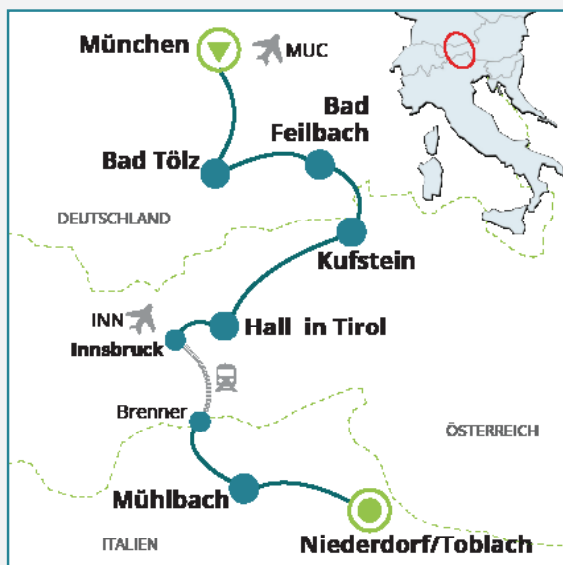 München
MUC
Bad
Feilbach
Bad Tölz
DEUTSCHLAND
Kufstein
INN
Hall in Tirol
Innsbruck
Brenner
ÖSTERREICH
Mühlbach
Niederdorf/Toblach
ITALIEN